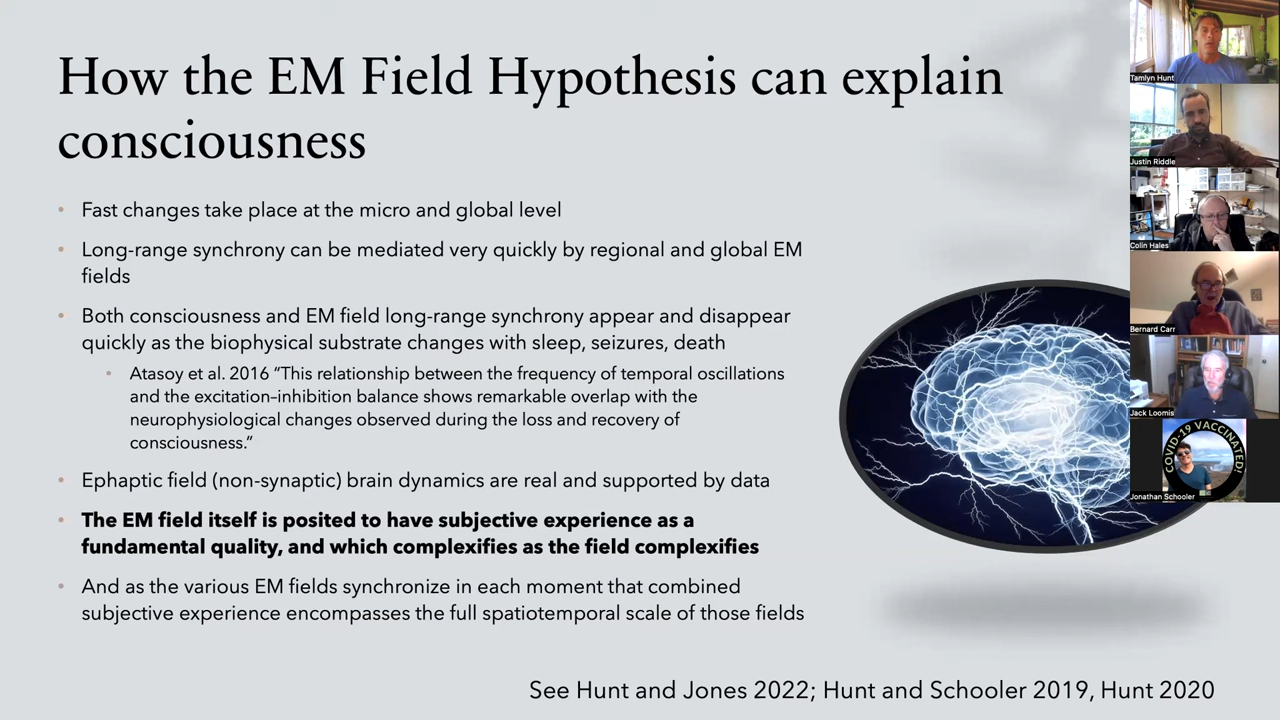 How the EM Field Hypothesis can explain
consciousness
• Fast changes take place at the micro and global level
• Long-range synchrony can be mediated very quickly by regional and global EM
fields
• Both consciousness and EM field long-range synchrony appear and disappear
quickly as the biophysical substrate changes with sleep, seizures, death
• Atasoy et al. 2016 “This relationship between the frequency of temporal oscillations
and the excitation–inhibition balance shows remarkable overlap with the
neurophysiological changes observed during the loss and recovery of
consciousness.”
• Ephaptic field (non-synaptic) brain dynamics are real and supported by data
• The EM field itself is posited to have subjective experience as a
fundamental quality, and which complexifies as the field complexifies
• And as the various EM fields synchronize in each moment that combined
subjective experience encompasses the full spatiotemporal scale of those fields
See Hunt and Jones 2022; Hunt and Schooler 2019, Hunt 2020
Tamlyn Hunt
Justin Riddle
Colin Hales
Bernard Carr
Jack Loomis
COVID-19 VACCINATED!
Jonathan Schooler